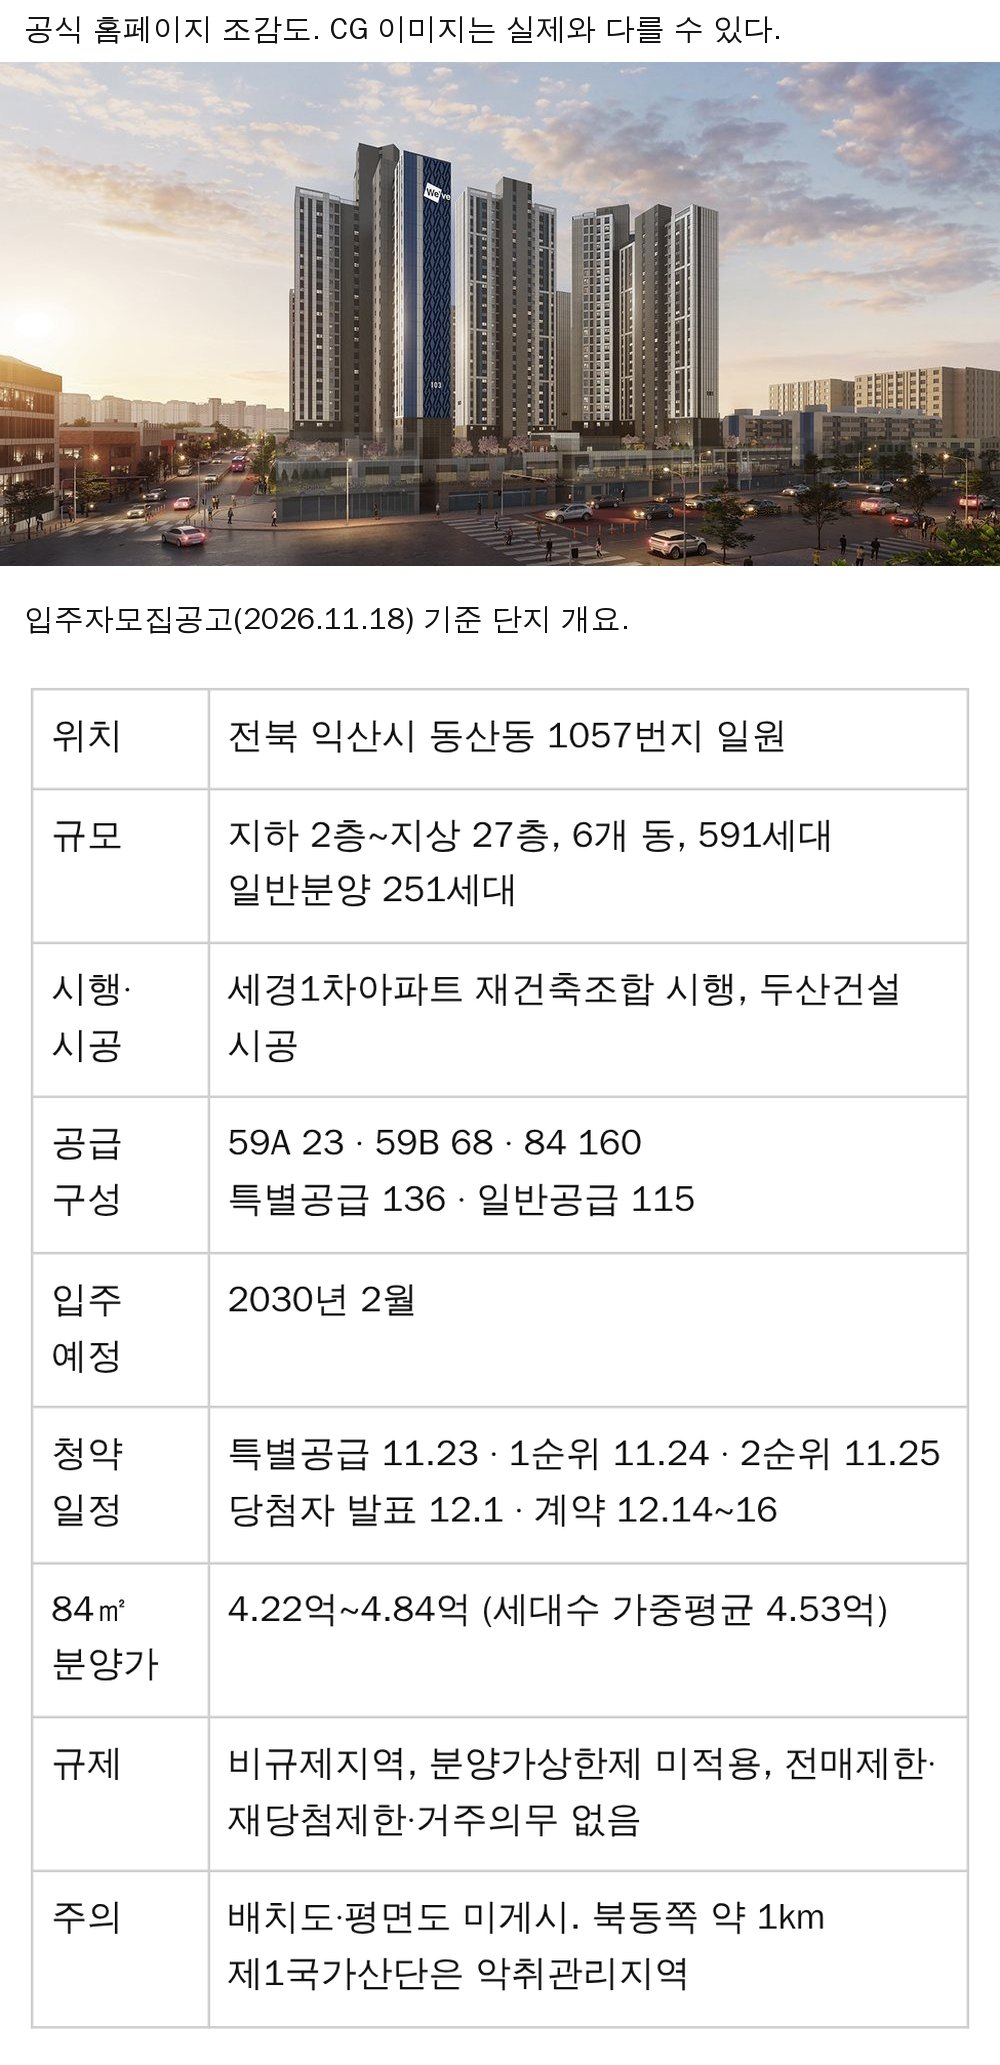 공식 홈페이지 조감도. CG 이미지는 실제와 다를 수 있다.
We've
103
입주자모집공고(2026.11.18) 기준 단지 개요.
위치
전북 익산시 동산동 1057번지 일원
규모
지하 2층~지상 27층, 6개 동, 591세대
일반분양 251세대
시행·
시공
세경1차아파트 재건축조합 시행, 두산건설
시공
공급
구성
59A 23 · 59B 68 · 84 160
특별공급 136 · 일반공급 115
입주
예정
2030년 2월
청약
일정
특별공급 11.23 · 1순위 11.24 · 2순위 11.25
당첨자 발표 12.1 · 계약 12.14~16
84㎡
분양가
4.22억~4.84억 (세대수 가중평균 4.53억)
규제
비규제지역, 분양가상한제 미적용, 전매제한·
재당첨제한·거주의무 없음
주의
배치도·평면도 미게시. 북동쪽 약 1km
제1국가산단은 악취관리지역